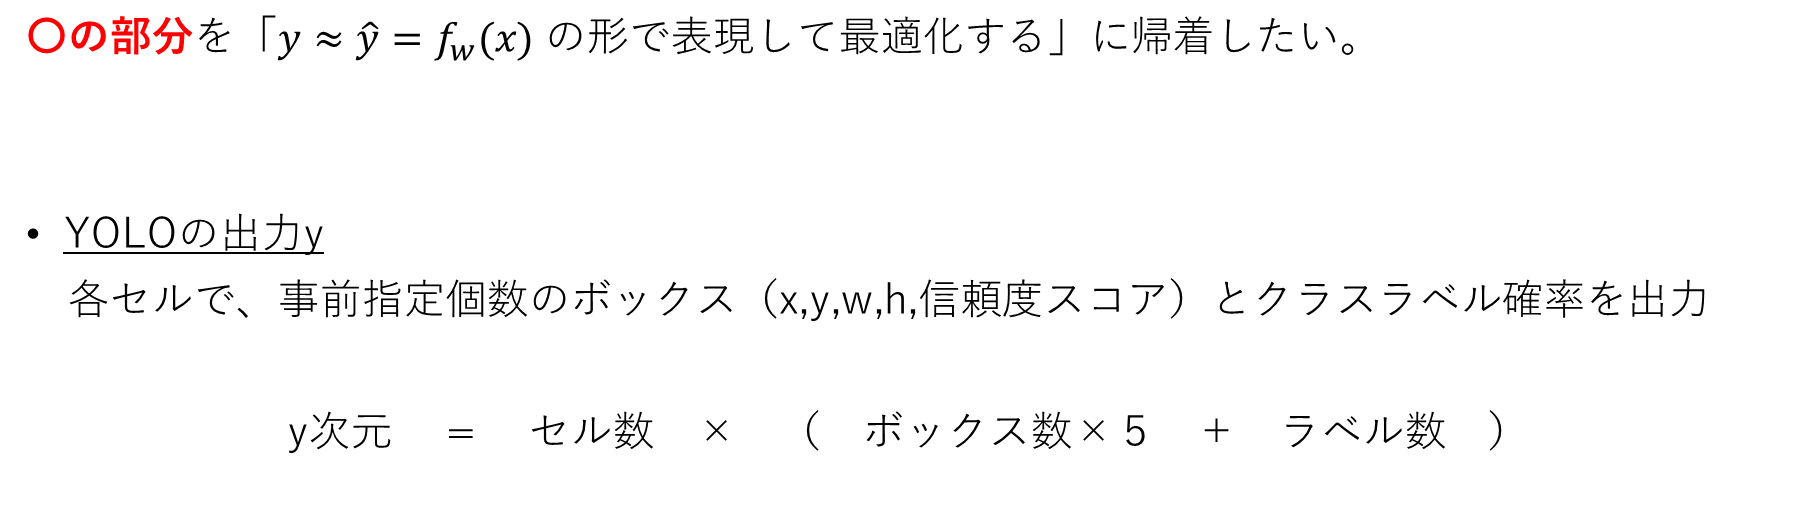 〇の部分を「y ≈ ŷ = f_w(x) の形で表現して最適化する」に帰着したい。
• YOLOの出力y
各セルで、事前指定個数のボックス（x,y,w,h,信頼度スコア）とクラスラベル確率を出力
y次元 = セル数 × （ ボックス数× 5 + ラベル数 ）